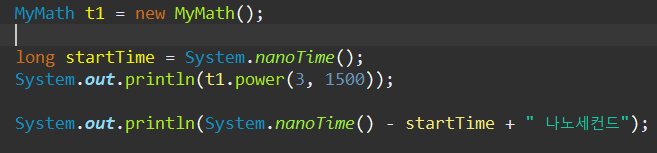 MyMath t1 = new MyMath();
long startTime = System.nanoTime();
System.out.println(t1.power(3, 1500));
System.out.println(System.nanoTime() - startTime + " 나노세컨드");